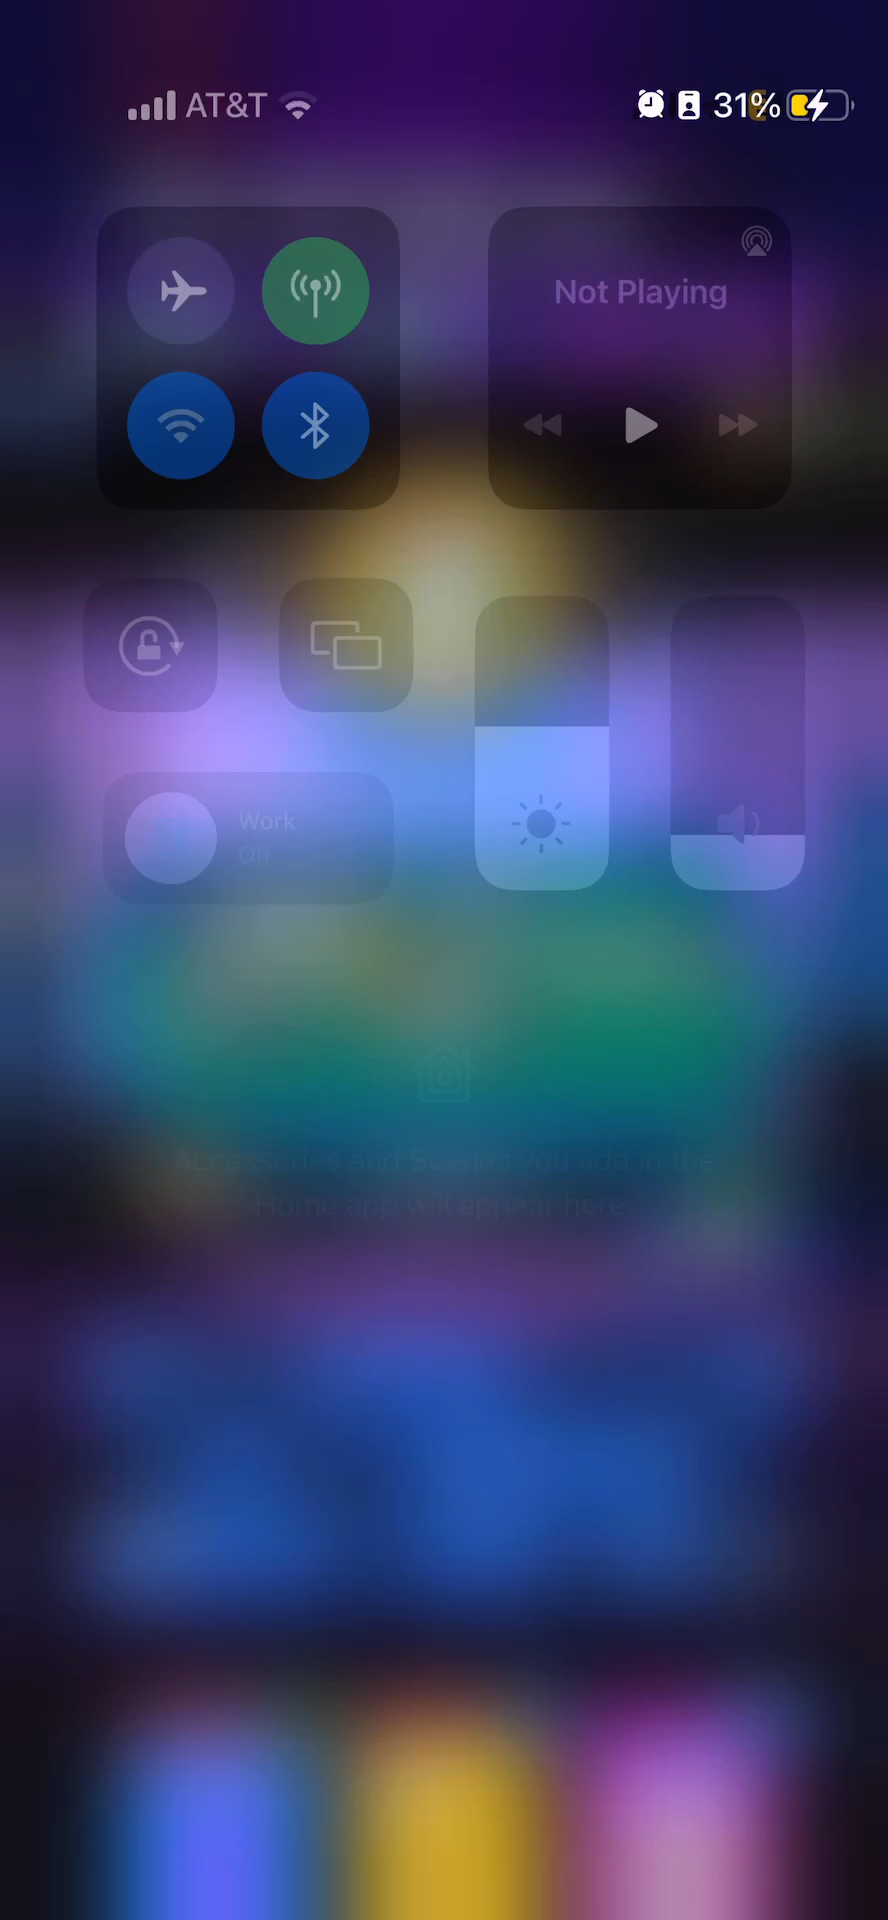 AT&T 31%
Not Playing
Work
On
Accessories and Scenes you add in the
Home app will appear here.